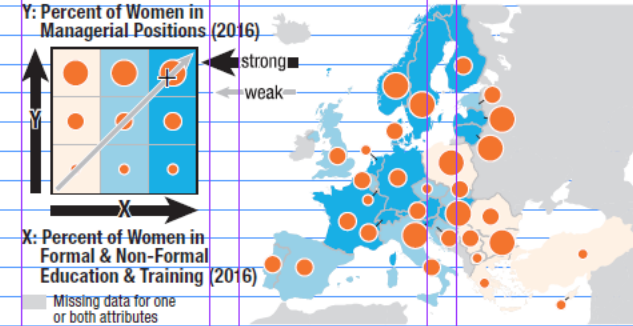 Y: Percent of Women in
Managerial Positions (2016)
strong
weak
Y
X
X: Percent of Women in
Formal & Non-Formal
Education & Training (2016)
Missing data for one
or both attributes